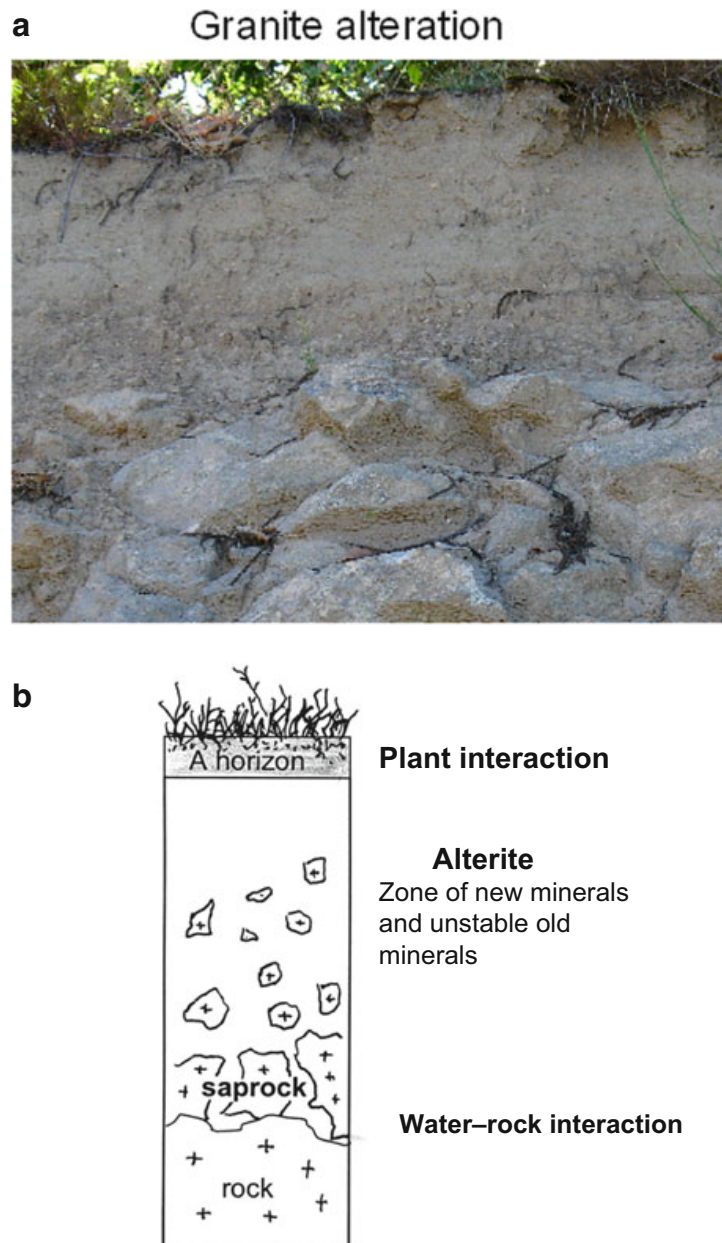 a
Granite alteration
b
A horizon
Plant interaction
Alterite
Zone of new minerals
and unstable old
minerals
saprock
Water–rock interaction
rock